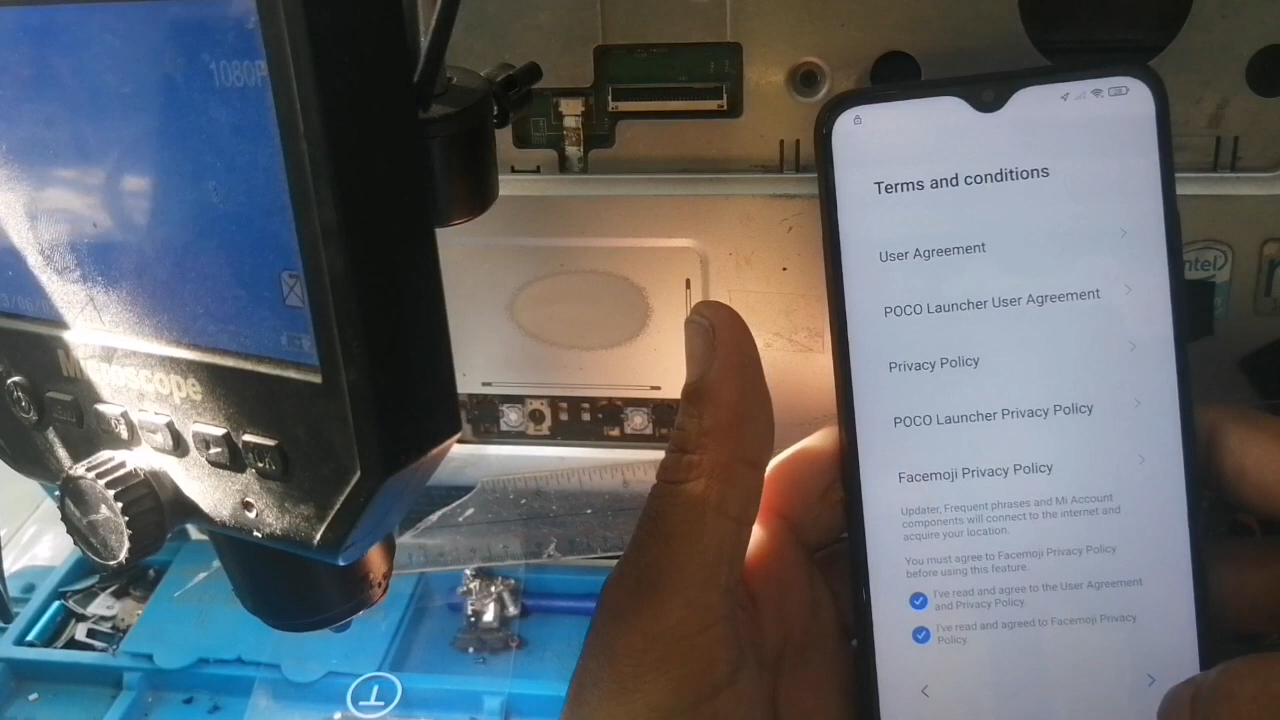 1080P
Microscope
OK
T
ntel
Terms and conditions
User Agreement
POCO Launcher User Agreement
Privacy Policy
POCO Launcher Privacy Policy
Facemoji Privacy Policy
Updater, Frequent phrases and Mi Account
components will connect to the internet and
acquire your location.
You must agree to Facemoji Privacy Policy
before using this feature.
I've read and agree to the User Agreement
and Privacy Policy.
I've read and agreed to Facemoji Privacy
Policy.